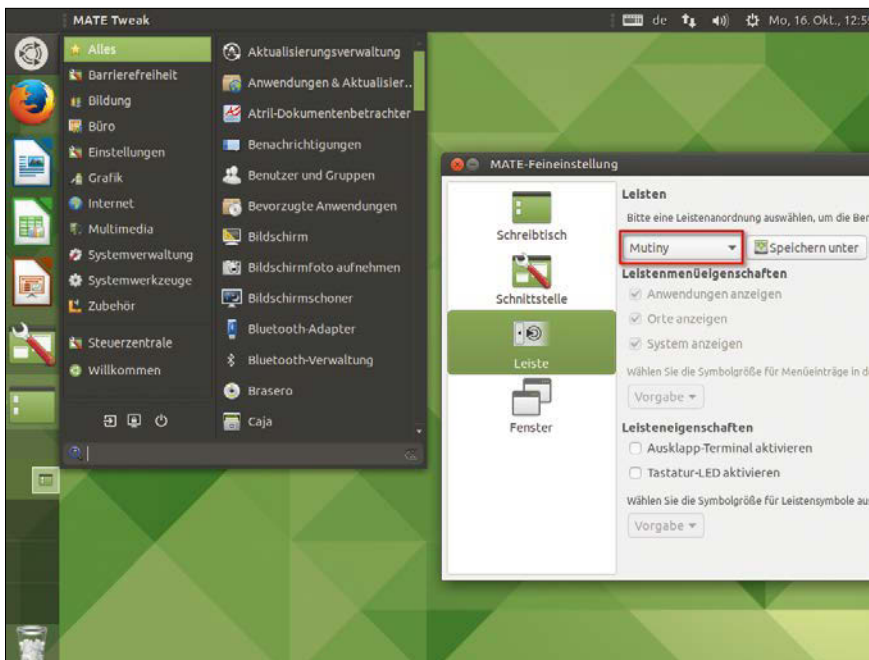 MATE Tweak
de
Mo, 16. Okt., 12:59
Alles
Barrierefreiheit
Bildung
Büro
Einstellungen
Grafik
Internet
Multimedia
Systemverwaltung
Systemwerkzeuge
Zubehör
Steuerzentrale
Willkommen
Aktualisierungsverwaltung
Anwendungen & Aktualisier..
Atril-Dokumentenbetrachter
Benachrichtigungen
Benutzer und Gruppen
Bevorzugte Anwendungen
Bildschirm
Bildschirmfoto aufnehmen
Bildschirmschoner
Bluetooth-Adapter
Bluetooth-Verwaltung
Brasero
Caja
MATE-Feineinstellung
Schreibtisch
Schnittstelle
Leiste
Fenster
Leisten
Bitte eine Leistenanordnung auswählen, um die Ber
Mutiny
Speichern unter
Leistenmenüeigenschaften
Anwendungen anzeigen
Orte anzeigen
System anzeigen
Wählen Sie die Symbolgröße für Menüeinträge in d
Vorgabe
Leisteneigenschaften
Ausklapp-Terminal aktivieren
Tastatur-LED aktivieren
Wählen Sie die Symbolgröße für Leistensymbole aus
Vorgabe